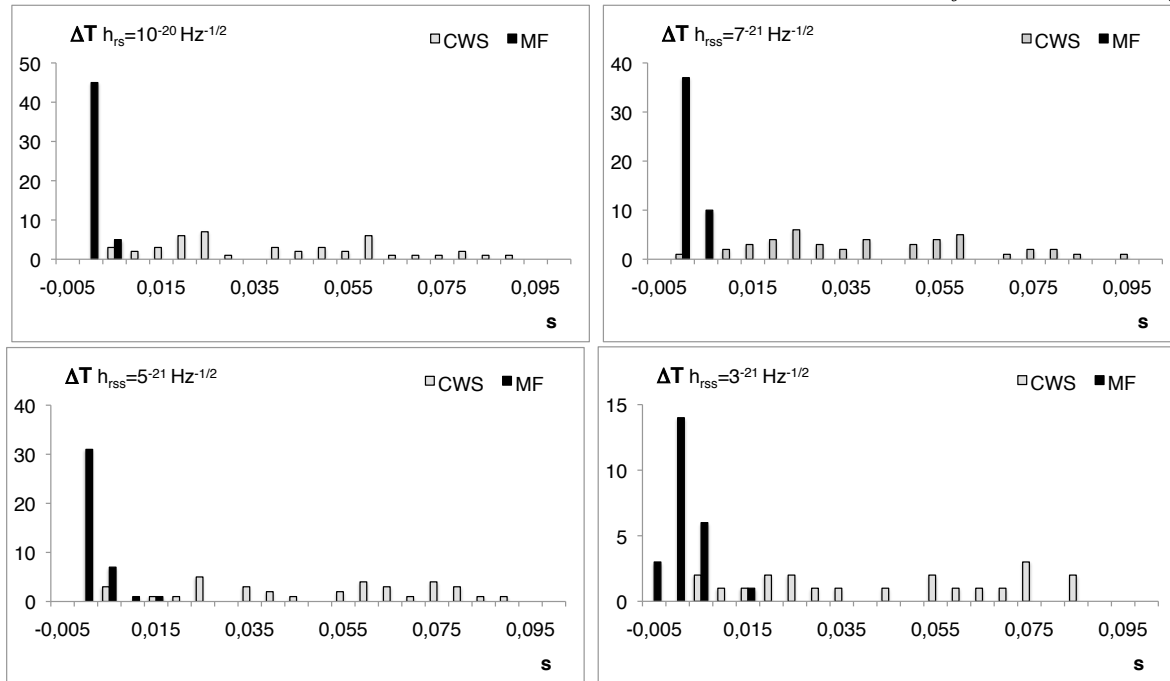 ΔT h_rs=10^-20 Hz^-1/2
CWS MF
50
40
30
20
10
0
-0,005 0,015 0,035 0,055 0,075 0,095
s
ΔT h_rss=7^-21 Hz^-1/2
CWS MF
40
30
20
10
0
-0,005 0,015 0,035 0,055 0,075 0,095
s
ΔT h_rss=5^-21 Hz^-1/2
CWS MF
40
30
20
10
0
-0,005 0,015 0,035 0,055 0,075 0,095
s
ΔT h_rss=3^-21 Hz^-1/2
CWS MF
15
10
5
0
-0,005 0,015 0,035 0,055 0,075 0,095
s